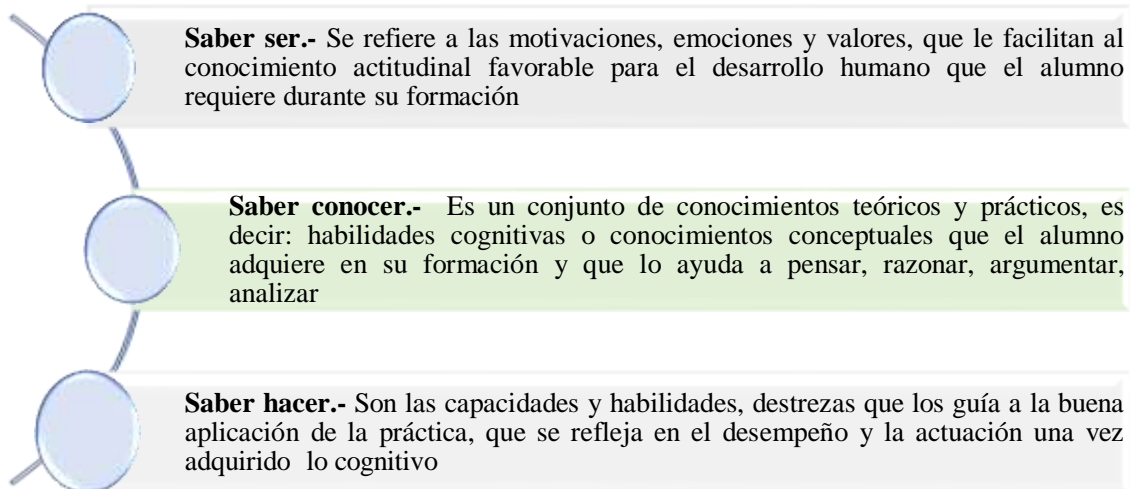 Saber ser.- Se refiere a las motivaciones, emociones y valores, que le facilitan al
conocimiento actitudinal favorable para el desarrollo humano que el alumno
requiere durante su formación
Saber conocer.- Es un conjunto de conocimientos teóricos y prácticos, es
decir: habilidades cognitivas o conocimientos conceptuales que el alumno
adquiere en su formación y que lo ayuda a pensar, razonar, argumentar,
analizar
Saber hacer.- Son las capacidades y habilidades, destrezas que los guía a la buena
aplicación de la práctica, que se refleja en el desempeño y la actuación una vez
adquirido lo cognitivo